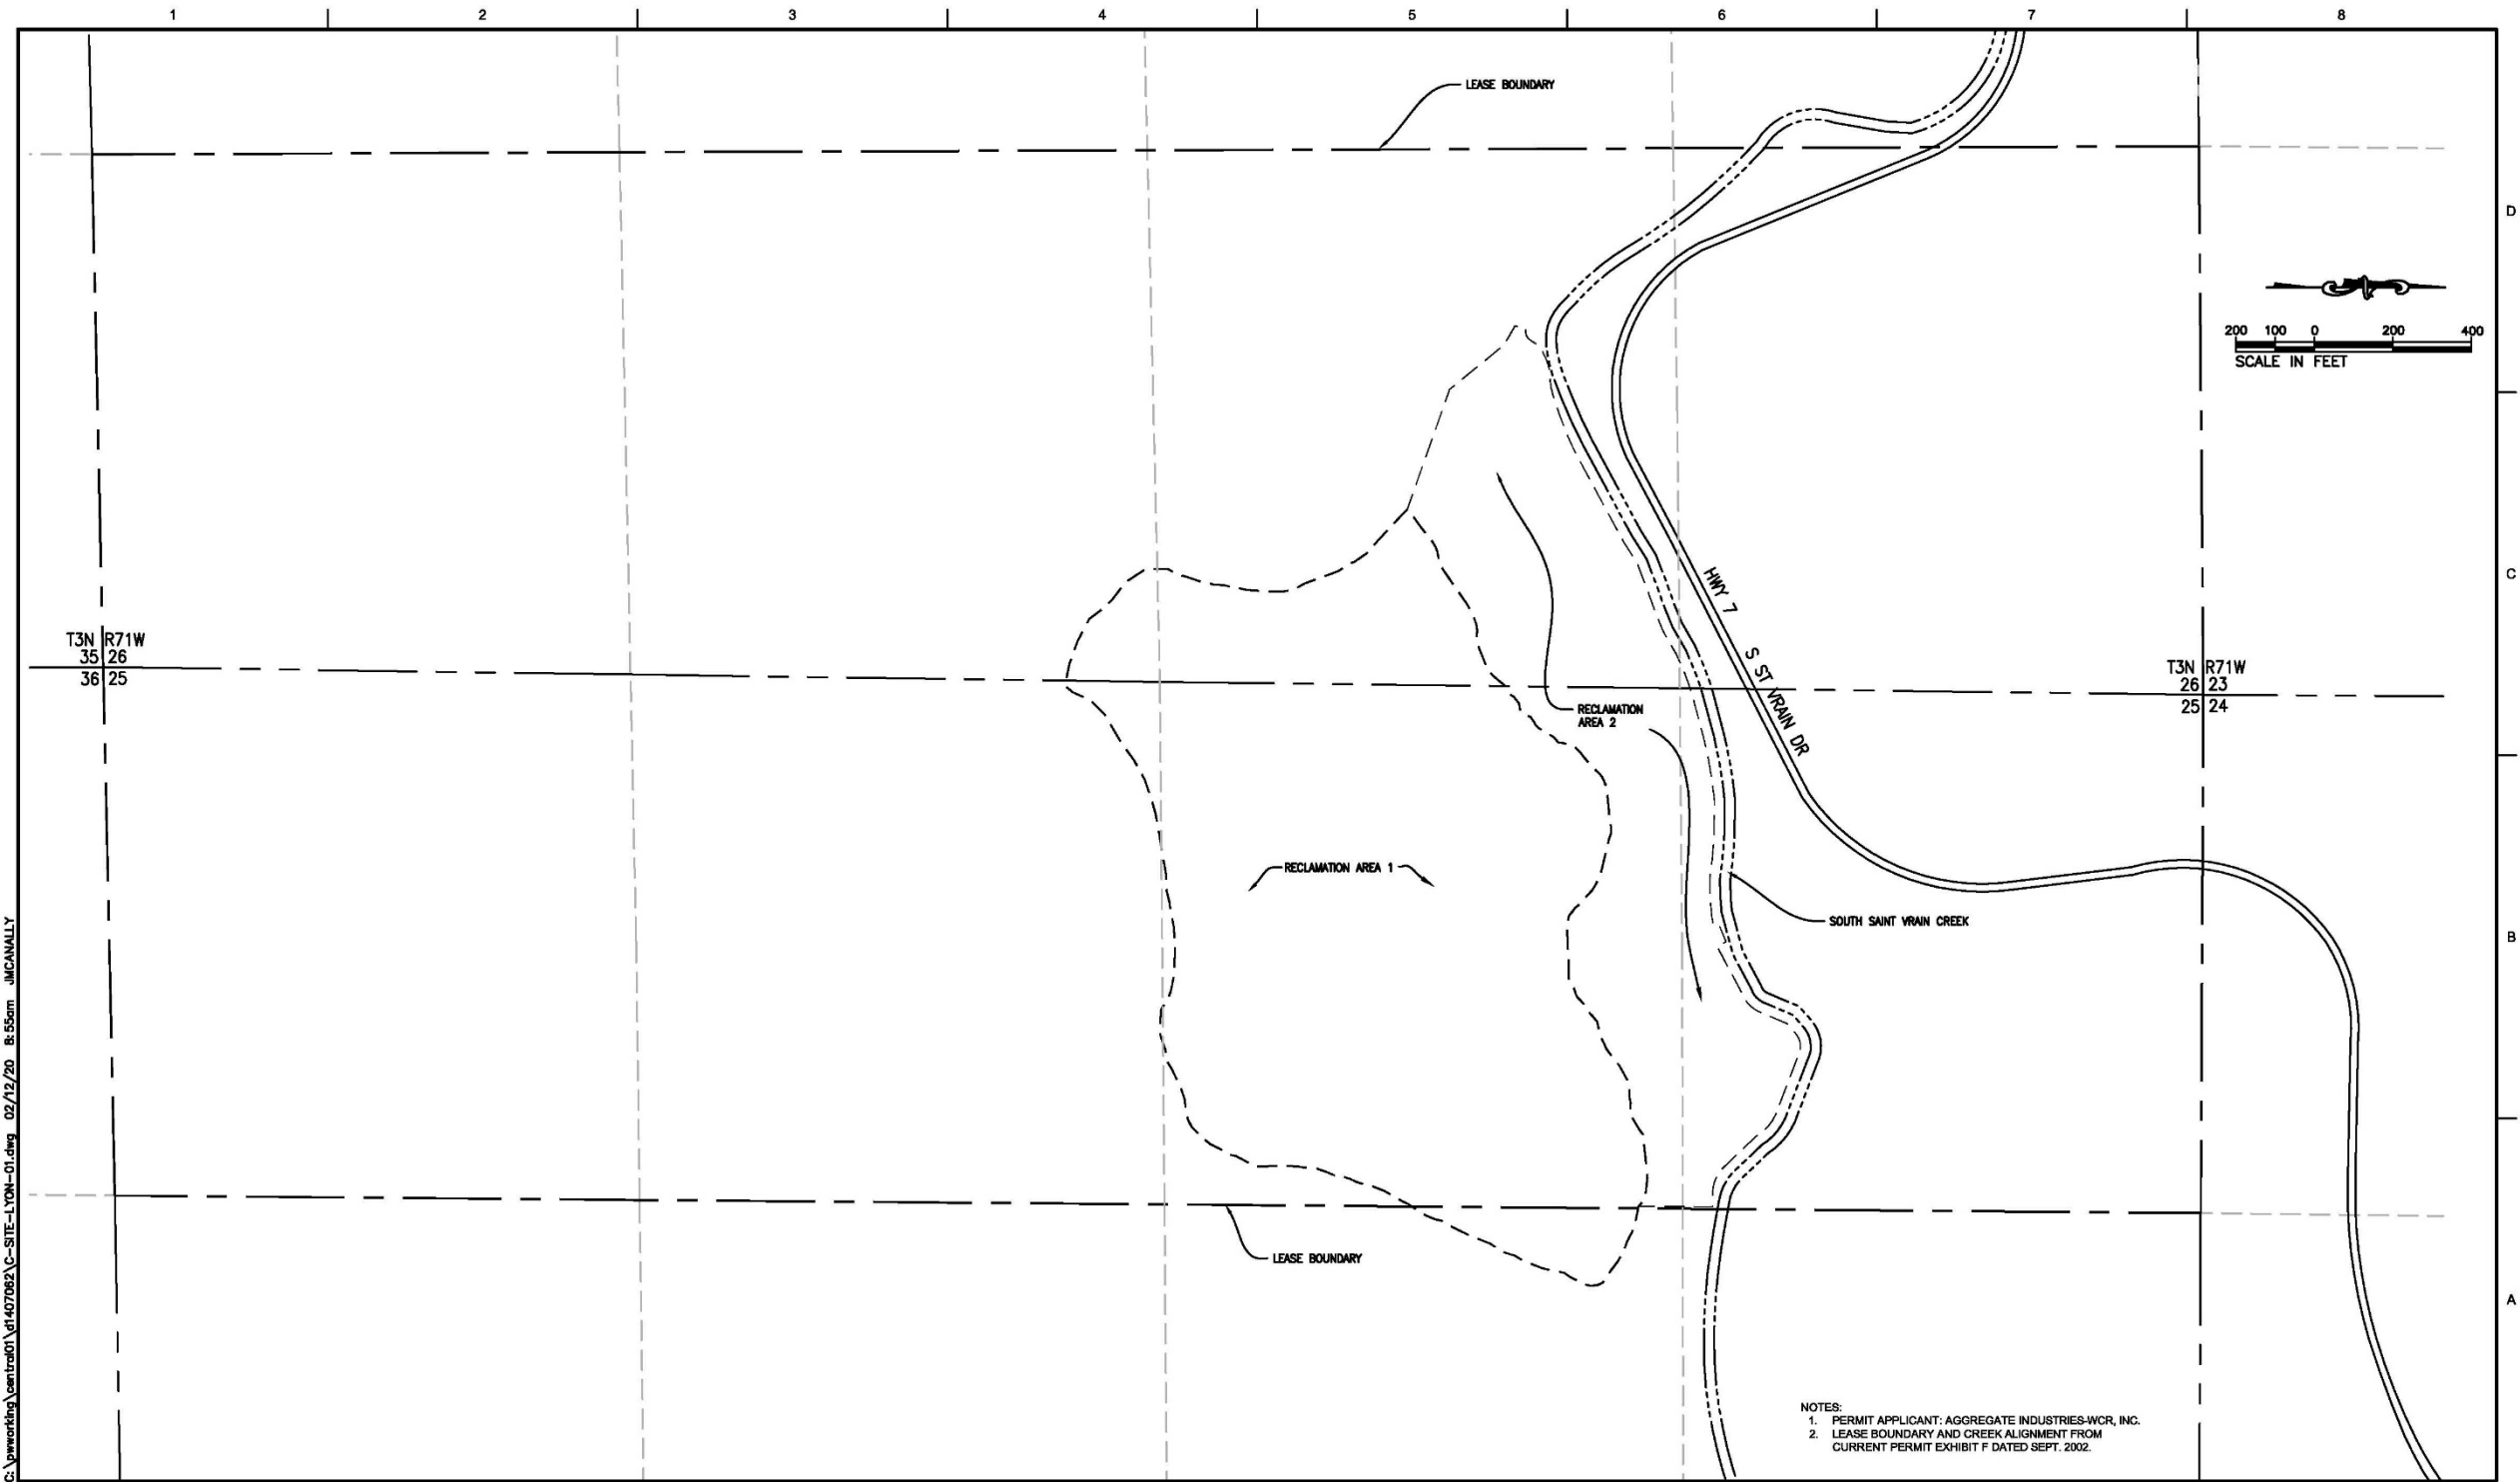 1 2 3 4 5 6 7 8
LEASE BOUNDARY
D
200 100 0 200 400
SCALE IN FEET
HWY 7
C
T3N R71W
35 26
36 25
S ST VRAIN DR
T3N R71W
26 23
25 24
RECLAMATION
AREA 2
RECLAMATION AREA 1
SOUTH SAINT VRAIN CREEK
B
LEASE BOUNDARY
A
NOTES:
1. PERMIT APPLICANT: AGGREGATE INDUSTRIES-WCR, INC.
2. LEASE BOUNDARY AND CREEK ALIGNMENT FROM
CURRENT PERMIT EXHIBIT F DATED SEPT. 2002.
C:\pwworking\central01\d1407062\C-SITE-LYON-01.dwg 02/12/20 8:55am JMCANALLY